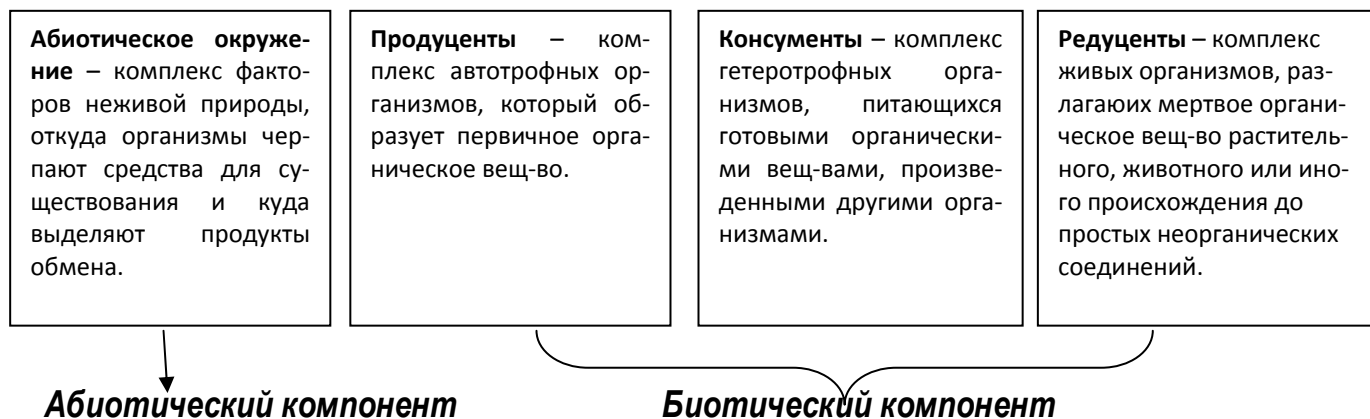 Абиотическое окруже-
ние – комплекс факто-
ров неживой природы,
откуда организмы чер-
пают средства для су-
ществования и куда
выделяют продукты
обмена.
Продуценты – ком-
плекс автотрофных ор-
ганизмов, который об-
разует первичное орга-
ническое вещ-во.
Консументы – комплекс
гетеротрофных орга-
низмов, питающихся
готовыми органически-
ми вещ-вами, произве-
денными другими орга-
низмами.
Редуценты – комплекс
живых организмов, раз-
лагаюих мертвое органи-
ческое вещ-во раститель-
ного, животного или ино-
го происхождения до
простых неорганических
соединений.
Абиотический компонент
Биотический компонент